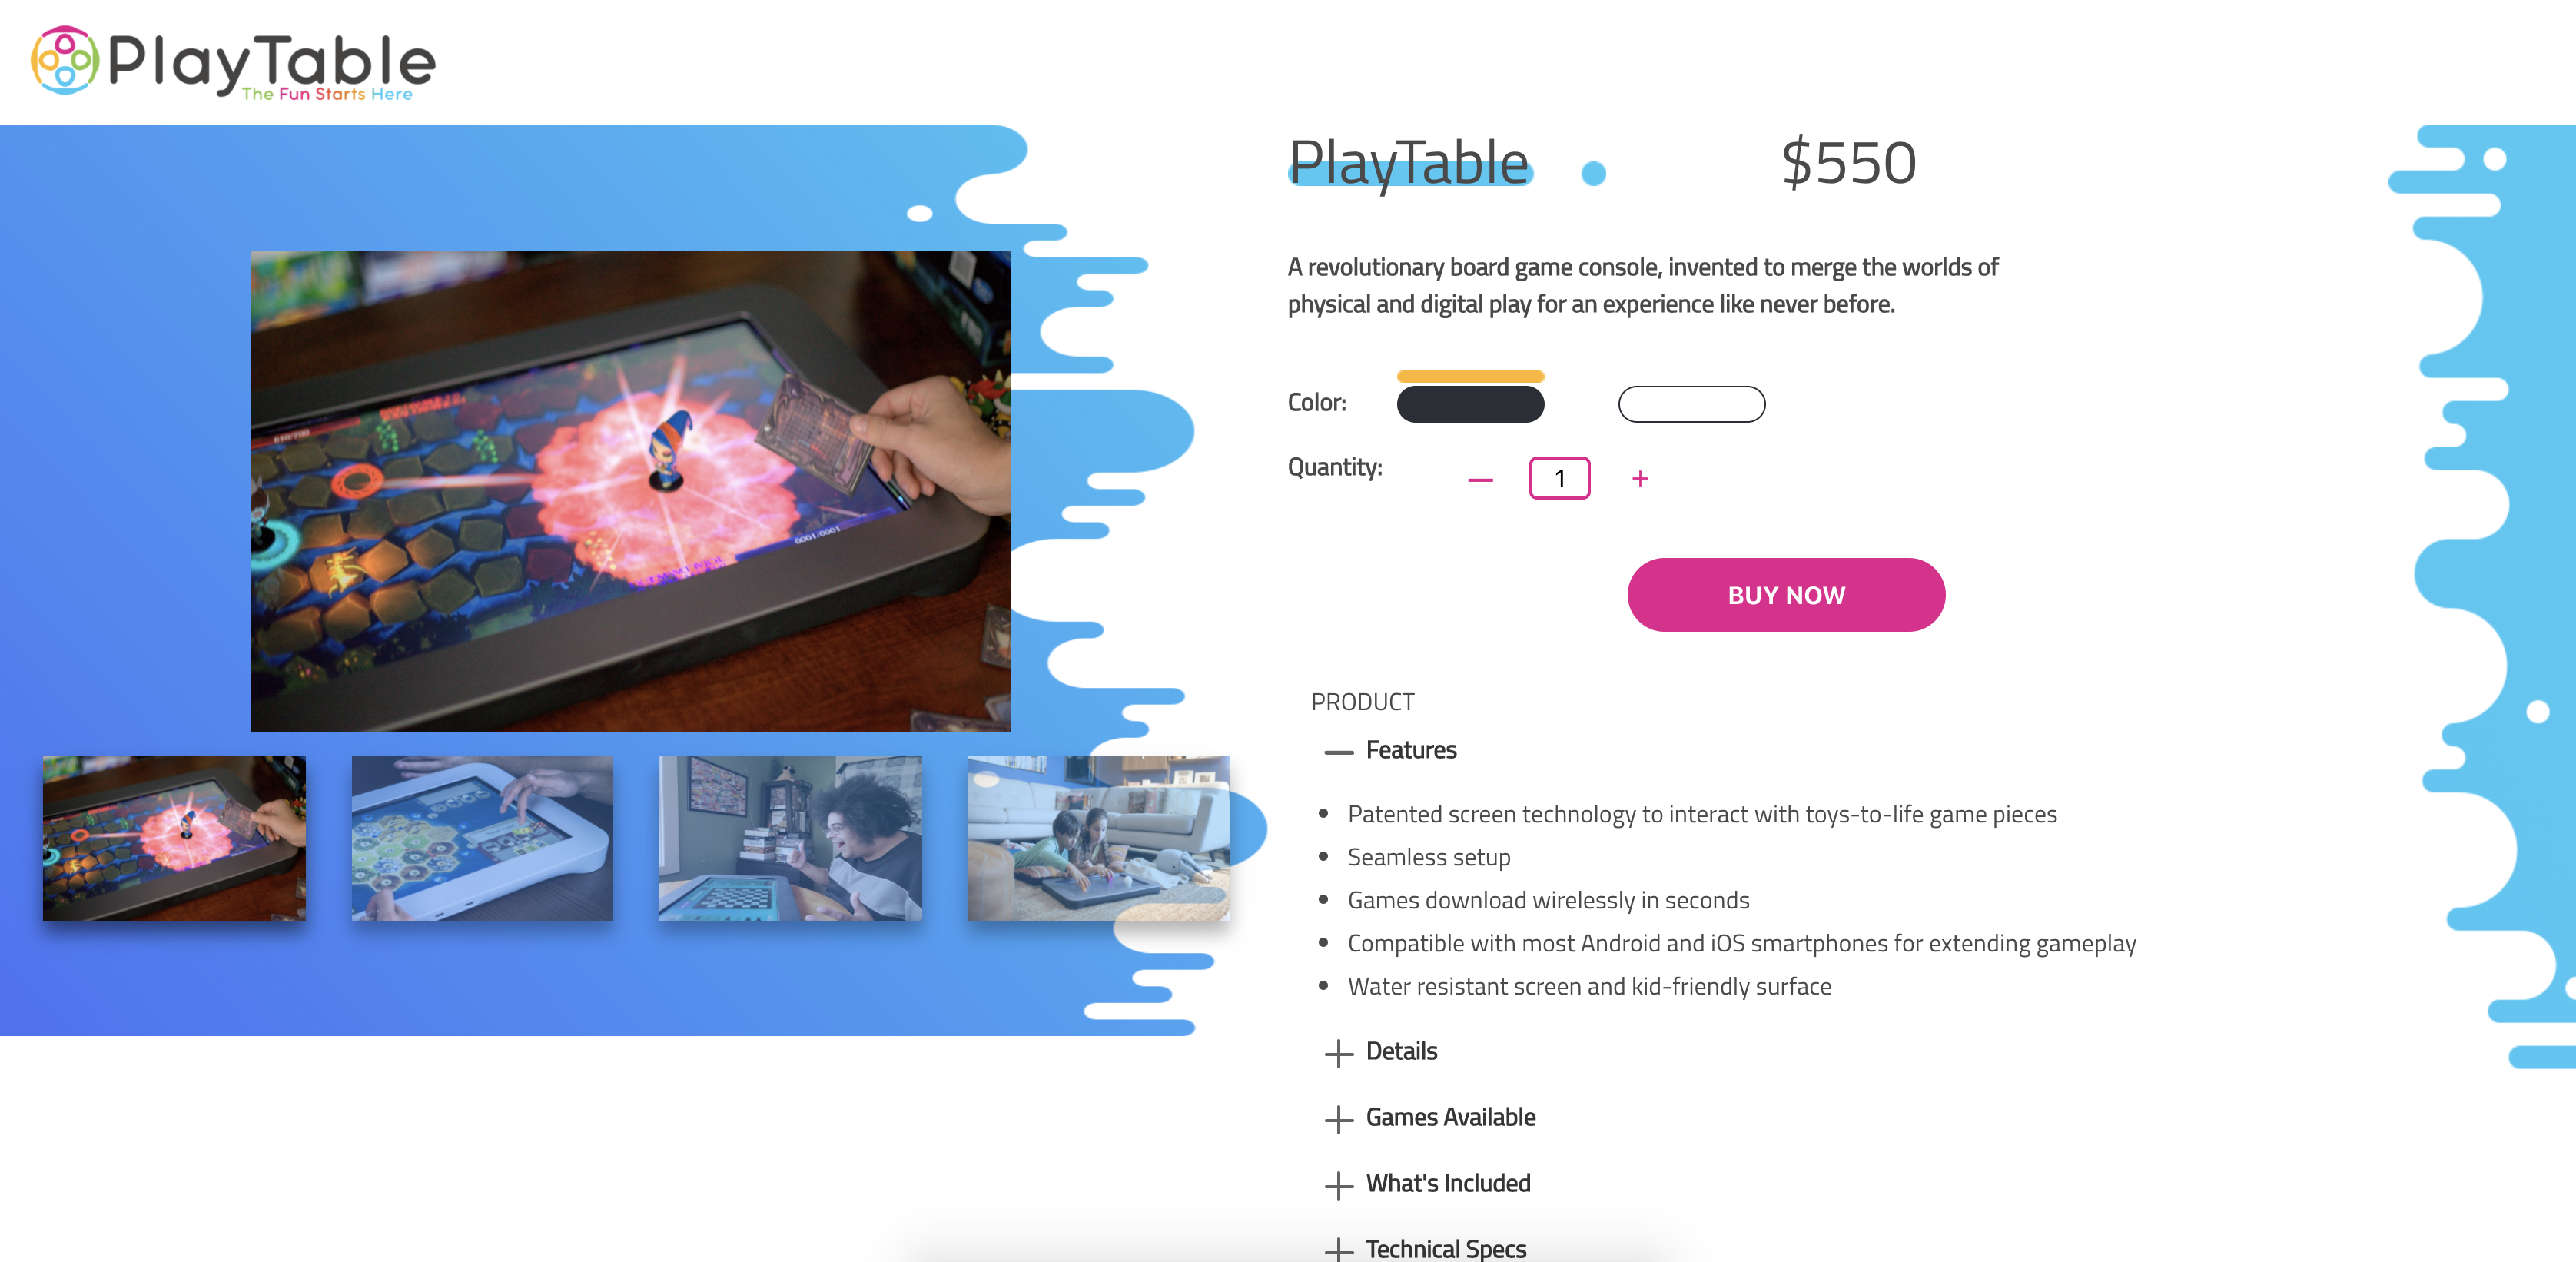 PlayTable
The Fun Starts Here
PlayTable
$550
A revolutionary board game console, invented to merge the worlds of
physical and digital play for an experience like never before.
Color:
Quantity:
— 1 +
BUY NOW
PRODUCT
— Features
• Patented screen technology to interact with toys-to-life game pieces
• Seamless setup
• Games download wirelessly in seconds
• Compatible with most Android and iOS smartphones for extending gameplay
• Water resistant screen and kid-friendly surface
+ Details
+ Games Available
+ What's Included
+ Technical Specs
610/700
0001/0001